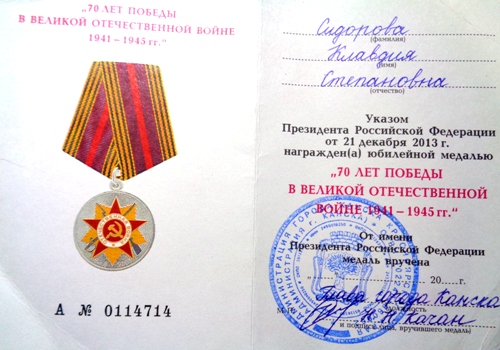 "70 ЛЕТ ПОБЕДЫ
В ВЕЛИКОЙ ОТЕЧЕСТВЕННОЙ ВОЙНЕ
1941 – 1945 гг."
А № 0114714
Сидорова
(фамилия)
Клавдия
(имя)
Степановна
(отчество)
Указом
Президента Российской Федерации
от 21 декабря 2013 г.
награжден(а) юбилейной медалью
"70 ЛЕТ ПОБЕДЫ
В ВЕЛИКОЙ ОТЕЧЕСТВЕННОЙ
ВОЙНЕ 1941 – 1945 гг."
От имени
Президента Российской Федерации
медаль вручена
20 г.
Глава города Канска
Н.Н. Качан
и подпись лица, вручившего медаль)